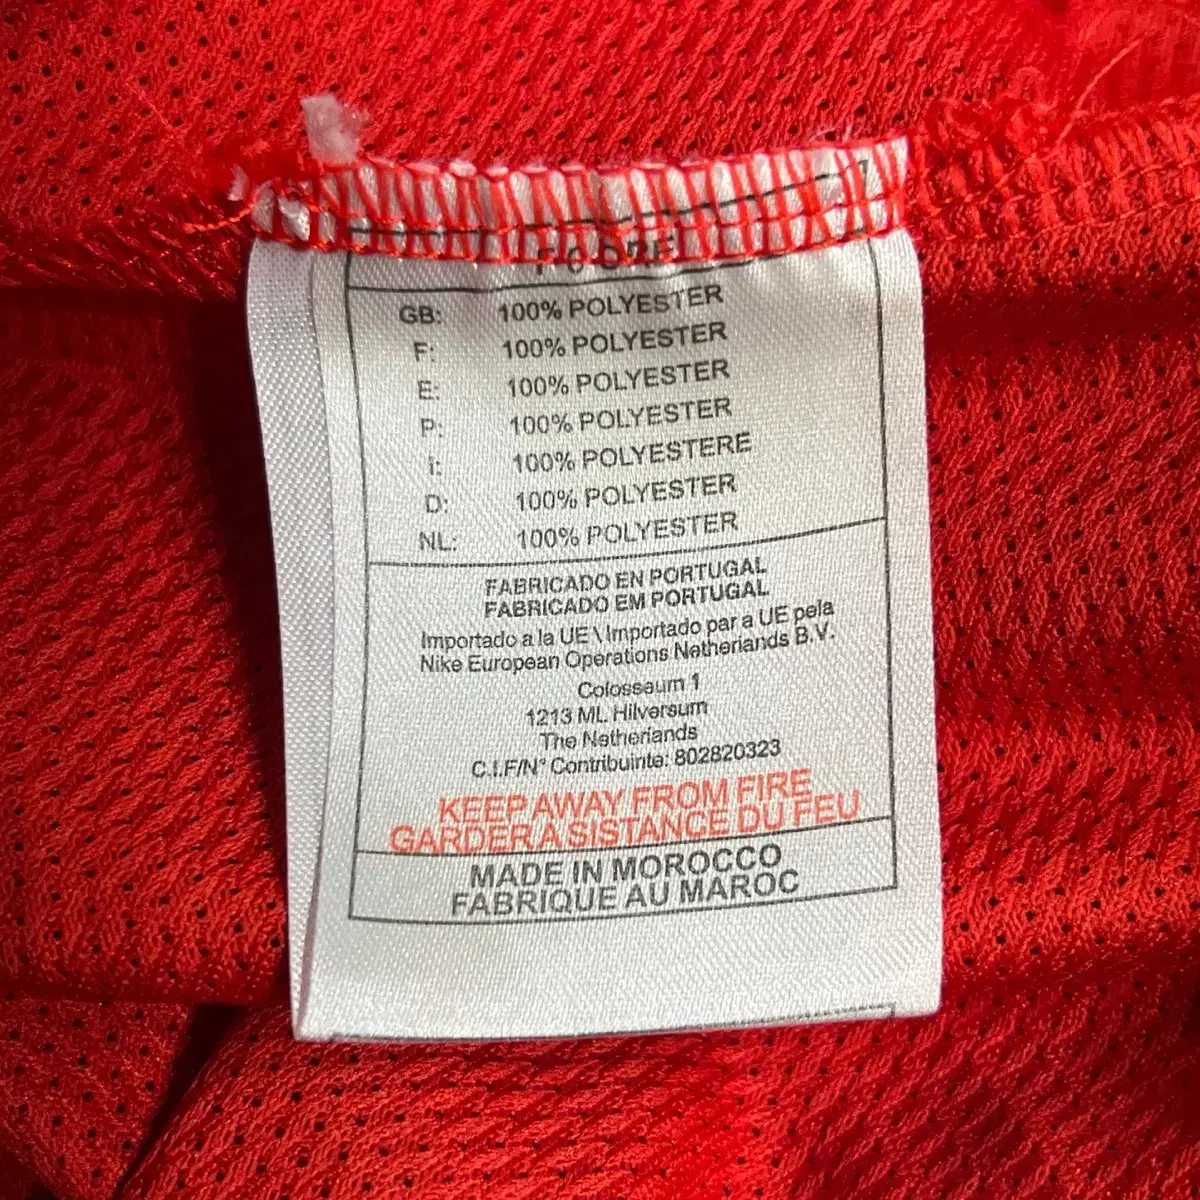 GB: 100% POLYESTER
F: 100% POLYESTER
E: 100% POLYESTER
P: 100% POLYESTER
I: 100% POLYESTERE
D: 100% POLYESTER
NL: 100% POLYESTER
FABRICADO EN PORTUGAL
FABRICADO EM PORTUGAL
Importado a la UE \ Importado par a UE pela
Nike European Operations Netherlands B.V.
Colosseum 1
1213 ML Hilversum
The Netherlands
C.I.F/N° Contribuinte: 802820323
KEEP AWAY FROM FIRE
GARDER A SISTANCE DU FEU
MADE IN MOROCCO
FABRIQUE AU MAROC